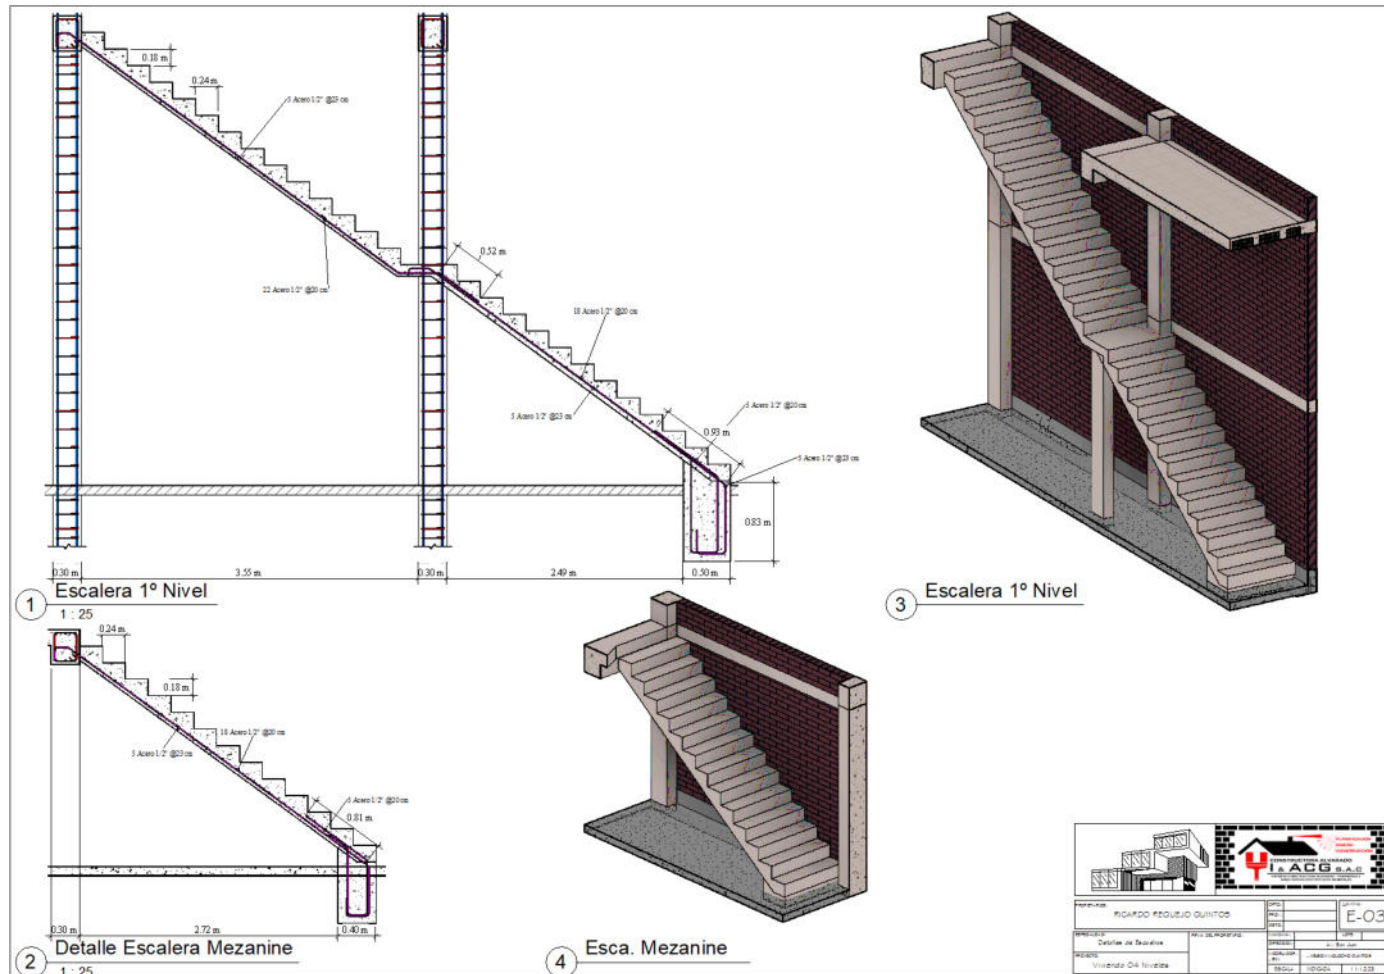 0.18 m
0.24 m
5 Acero 1/2" @23 cm
0.52 m
22 Acero 1/2" @20 cm
18 Acero 1/2" @20 cm
5 Acero 1/2" @23 cm
5 Acero 1/2" @20 cm
0.93 m
5 Acero 1/2" @23 cm
0.83 m
0.30 m
3.55 m
0.30 m
2.49 m
0.50 m
1 Escalera 1º Nivel
1 : 25
3 Escalera 1º Nivel
0.24 m
0.18 m
18 Acero 1/2" @20 cm
5 Acero 1/2" @23 cm
5 Acero 1/2" @20 cm
0.81 m
0.30 m
2.72 m
0.40 m
2 Detalle Escalera Mezanine
1 : 25
4 Esca. Mezanine
CONSTRUCTORA ALVARADO
I & ACG S.A.C
RICARDO REQUEJO QUINTOS
E-03
Detalles de Escalera
Vivienda 04 Niveles
ESCALA
INDICADA